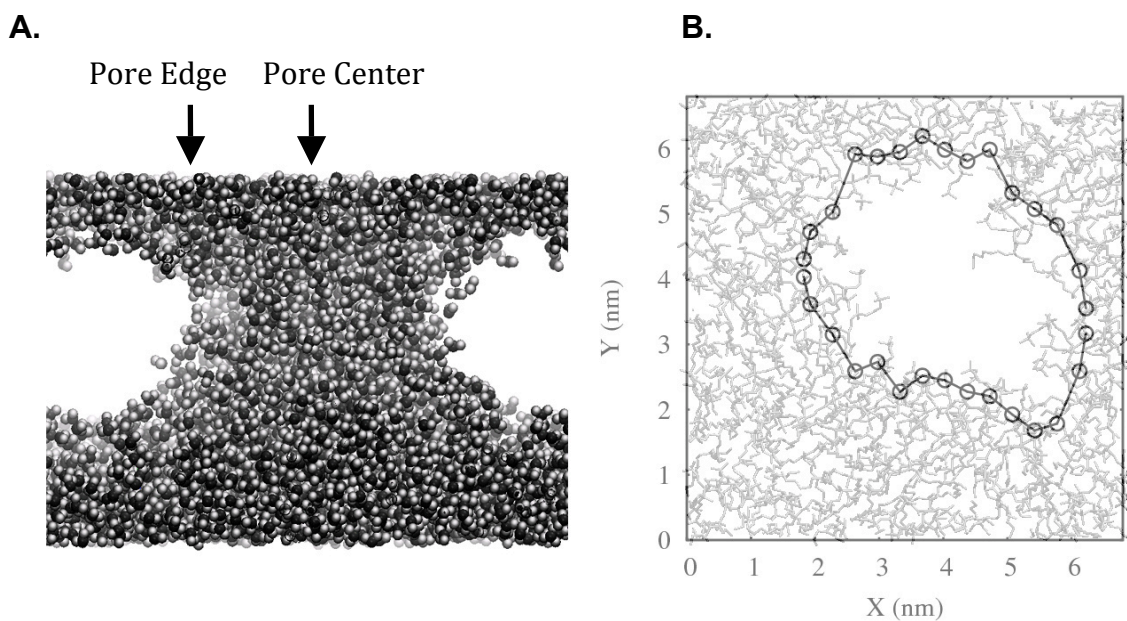 A.
B.
Pore Edge
Pore Center
6
5
4
3
2
1
0
Y (nm)
0 1 2 3 4 5 6
X (nm)